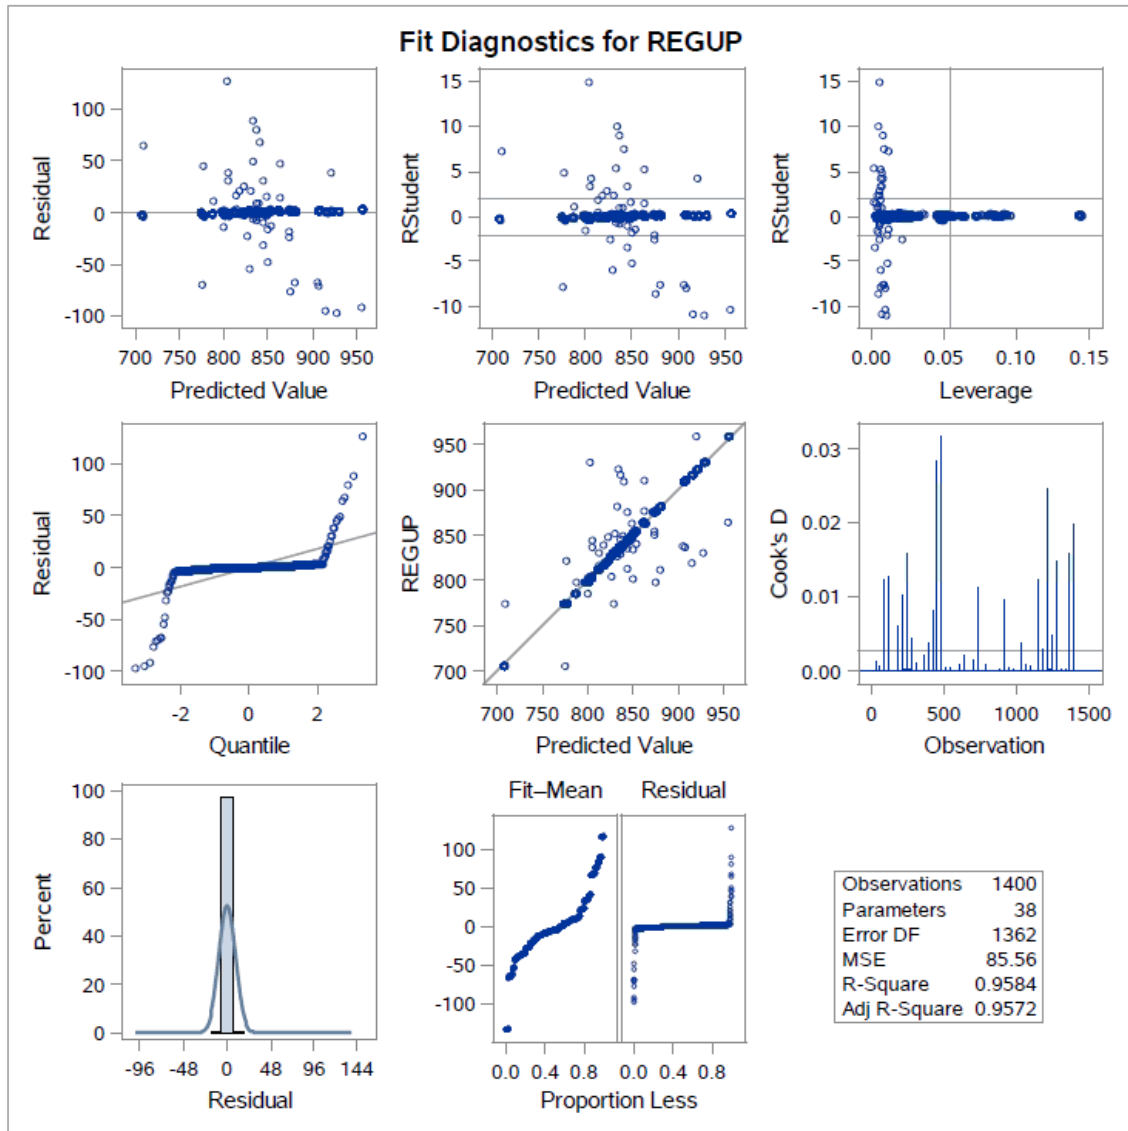 Fit Diagnostics for REGUP
Residual
100
50
0
-50
-100
700 750 800 850 900 950
Predicted Value
RStudent
15
10
5
0
-5
-10
700 750 800 850 900 950
Predicted Value
RStudent
15
10
5
0
-5
-10
0.00 0.05 0.10 0.15
Leverage
Residual
100
50
0
-50
-100
-2 0 2
Quantile
REGUP
950
900
850
800
750
700
700 750 800 850 900 950
Predicted Value
Cook's D
0.03
0.02
0.01
0.00
0 500 1000 1500
Observation
Percent
100
80
60
40
20
0
-96 -48 0 48 96 144
Residual
Fit–Mean Residual
100
50
0
-50
-100
0.0 0.4 0.8 0.0 0.8
Proportion Less
Observations 1400
Parameters 38
Error DF 1362
MSE 85.56
R-Square 0.9584
Adj R-Square 0.9572